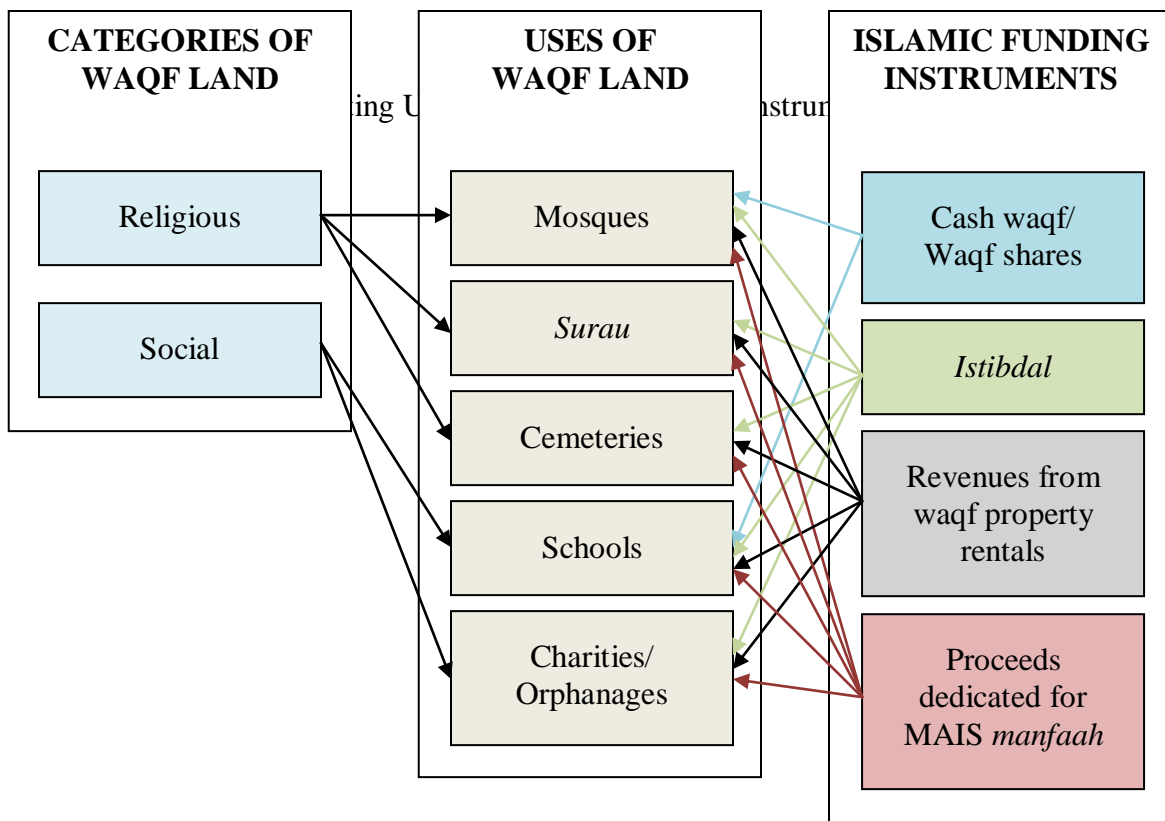 CATEGORIES OF
WAQF LAND
Religious
Social
USES OF
WAQF LAND
Mosques
Surau
Cemeteries
Schools
Charities/
Orphanages
ISLAMIC FUNDING
INSTRUMENTS
Cash waqf/
Waqf shares
Istibdal
Revenues from
waqf property
rentals
Proceeds
dedicated for
MAIS manfaah